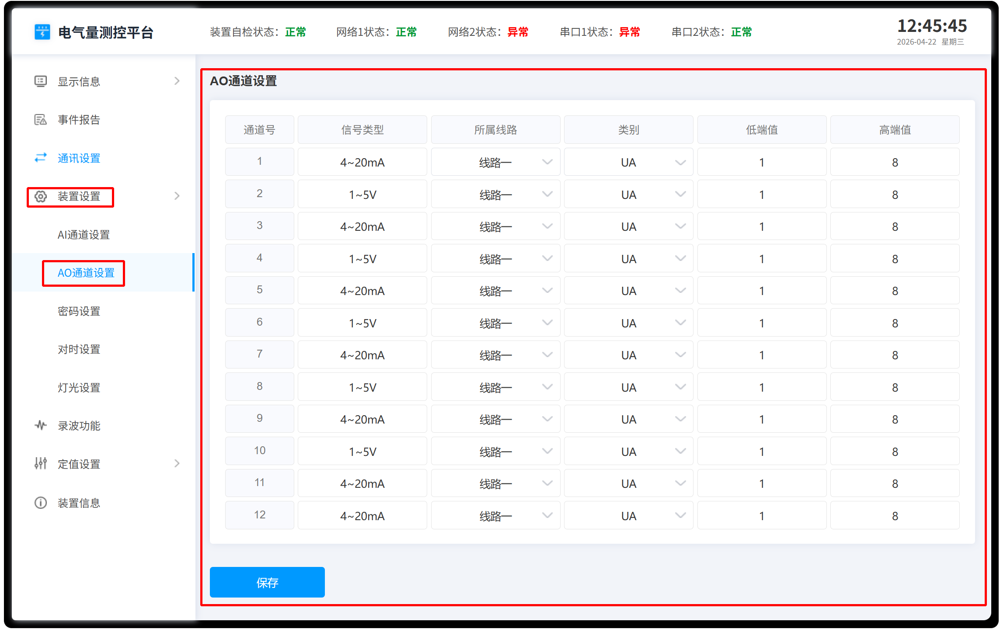 电气量测控平台
装置自检状态：正常 网络1状态：正常 网络2状态：异常 串口1状态：异常 串口2状态：正常
12:45:45
2026-04-22 星期三
显示信息
事件报告
通讯设置
装置设置
AI通道设置
AO通道设置
密码设置
对时设置
灯光设置
录波功能
定值设置
装置信息
AO通道设置
通道号 信号类型 所属线路 类别 低端值 高端值
1 4~20mA 线路一 UA 1 8
2 1~5V 线路一 UA 1 8
3 4~20mA 线路一 UA 1 8
4 1~5V 线路一 UA 1 8
5 4~20mA 线路一 UA 1 8
6 1~5V 线路一 UA 1 8
7 4~20mA 线路一 UA 1 8
8 1~5V 线路一 UA 1 8
9 4~20mA 线路一 UA 1 8
10 1~5V 线路一 UA 1 8
11 4~20mA 线路一 UA 1 8
12 4~20mA 线路一 UA 1 8
保存